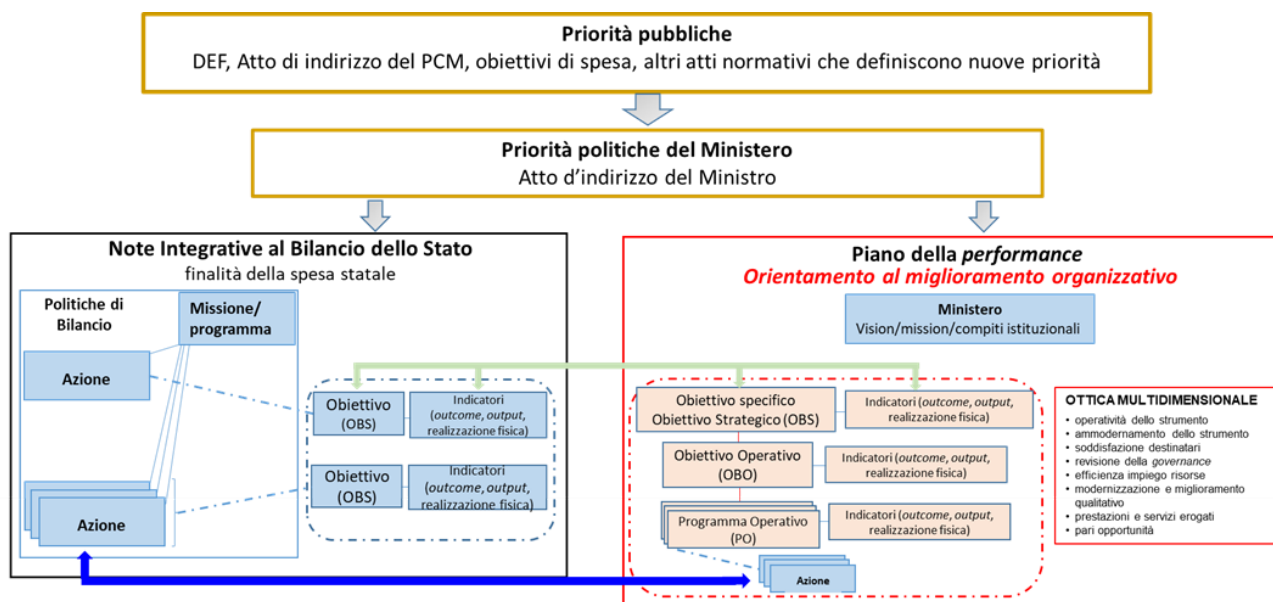 Priorità pubbliche
DEF, Atto di indirizzo del PCM, obiettivi di spesa, altri atti normativi che definiscono nuove priorità
Priorità politiche del Ministero
Atto d'indirizzo del Ministro
Note Integrative al Bilancio dello Stato
finalità della spesa statale
Politiche di
Bilancio
Missione/
programma
Azione
Obiettivo
(OBS)
Indicatori
(outcome, output,
realizzazione fisica)
Azione
Obiettivo
(OBS)
Indicatori
(outcome, output,
realizzazione fisica)
Piano della performance
Orientamento al miglioramento organizzativo
Ministero
Vision/mission/compiti istituzionali
Obiettivo specifico
Obiettivo Strategico (OBS)
Indicatori (outcome, output,
realizzazione fisica)
Obiettivo Operativo
(OBO)
Indicatori (outcome, output,
realizzazione fisica)
Programma Operativo
(PO)
Indicatori (outcome, output,
realizzazione fisica)
Azione
OTTICA MULTIDIMENSIONALE
• operatività dello strumento
• ammodernamento dello strumento
• soddisfazione destinatari
• revisione della governance
• efficienza impiego risorse
• modernizzazione e miglioramento
qualitativo
• prestazioni e servizi erogati
• pari opportunità